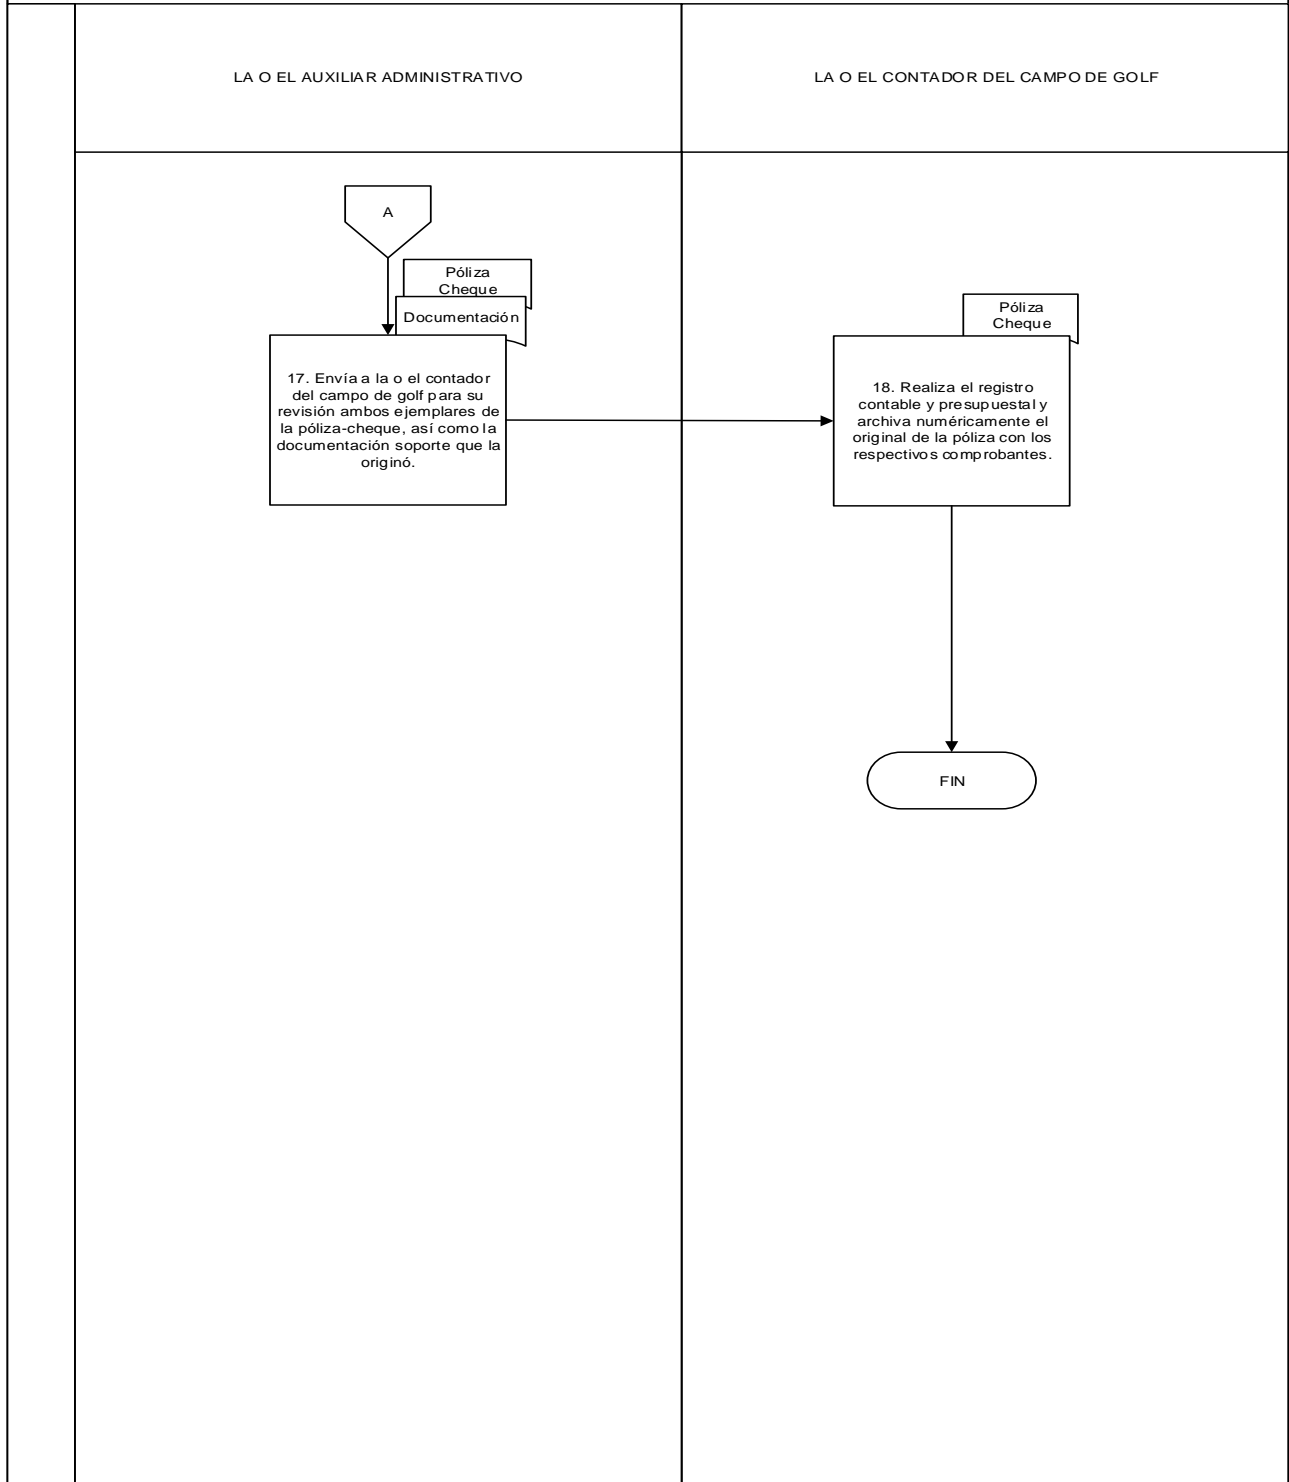 LA O EL AUXILIAR ADMINISTRATIVO
LA O EL CONTADOR DEL CAMPO DE GOLF
A
Póliza
Cheque
Documentación
17. Envía a la o el contador
del campo de golf para su
revisión ambos ejemplares de
la póliza-cheque, así como la
documentación soporte que la
originó.
Póliza
Cheque
18. Realiza el registro
contable y presupuestal y
archiva numéricamente el
original de la póliza con los
respectivos comprobantes.
FIN